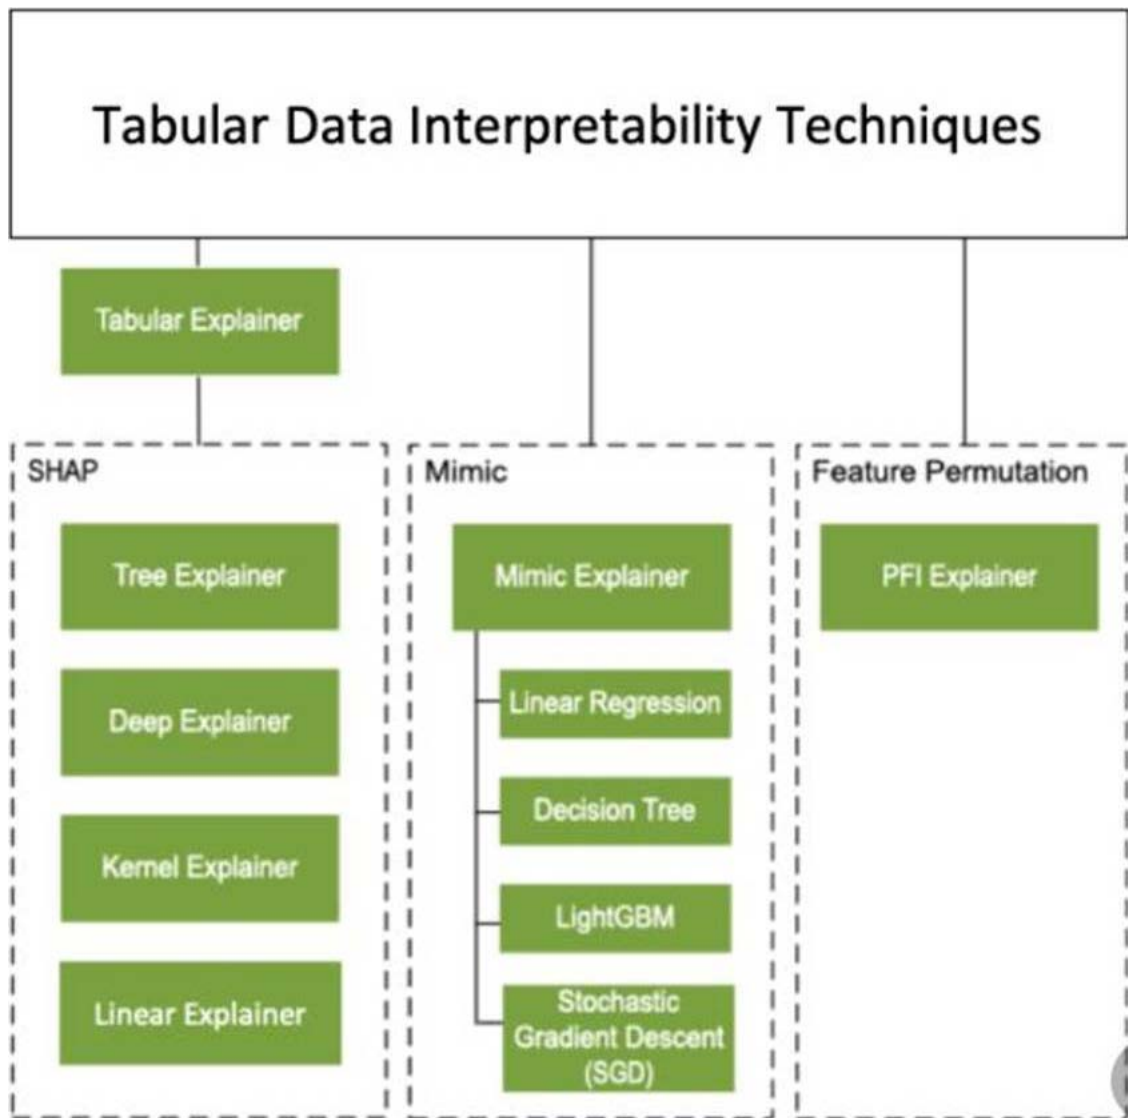 Tabular Data Interpretability Techniques
Tabular Explainer
SHAP
Tree Explainer
Deep Explainer
Kernel Explainer
Linear Explainer
Mimic
Mimic Explainer
Linear Regression
Decision Tree
LightGBM
Stochastic
Gradient Descent
(SGD)
Feature Permutation
PFI Explainer